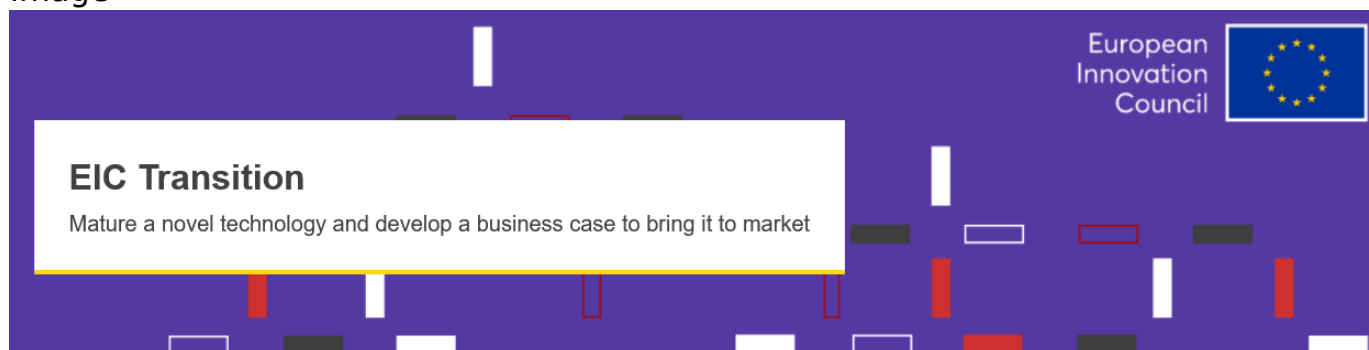 European
Innovation
Council
EIC Transition
Mature a novel technology and develop a business case to bring it to market